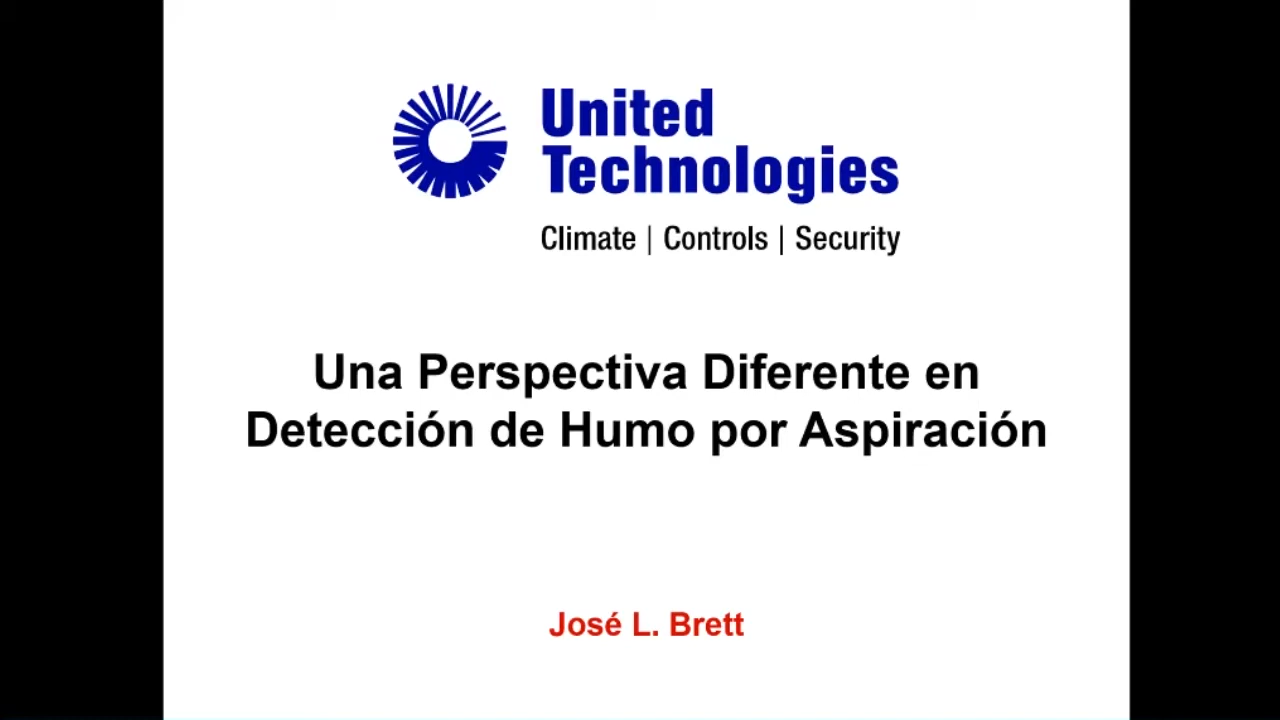 United
Technologies
Climate | Controls | Security
Una Perspectiva Diferente en
Detección de Humo por Aspiración
José L. Brett